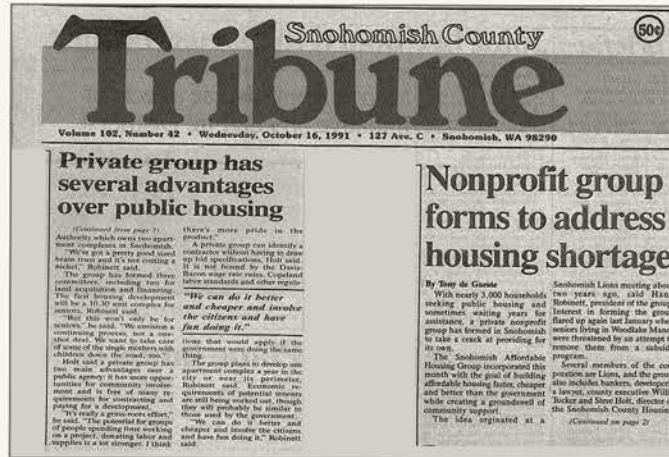 Snohomish County
50¢
Tribune
Volume 102, Number 42 • Wednesday, October 16, 1991 • 127 Ave. C • Snohomish, WA 98290
Private group has
several advantages
over public housing
(Continued from page 1)
Authority which owns two apart-
ment complexes in Snohomish.
"We've got a pretty good sized
brain trust and it's not costing a
nickel," Robinett said.
The group has formed three
committees, including two for
land acquisition and financing.
The first housing development
will be a 10-30 unit complex for
seniors, Robinett said.
"But this won't only be for
seniors," he said. "We envision a
continuing process, not a one-
shot deal. We want to take care
of some of the single mothers with
children down the road, too."
Holt said a private group has
two main advantages over a
public agency: it has more oppor-
tunities for community involve-
ment and is free of many re-
quirements for contracting and
paying for a development.
"It's really a grass-roots effort,"
he said. "The potential for groups
of people spending time working
on a project, donating labor and
supplies is a lot stronger. I think
there's more pride in the
product."
A private group can identify a
contractor without having to draw
up bid specifications, Holt said.
It is not bound by the Davis-
Bacon wage rate rules, Copeland
labor standards and other regula-
"We can do it better
and cheaper and involve
the citizens and have
fun doing it."
tions that would apply if the
government were doing the same
thing.
The group plans to develop one
apartment complex a year in the
city or near its perimeter,
Robinett said. Economic re-
quirements of potential tenants
are still being worked out, though
they will probably be similar to
those used by the government.
"We can do it better and
cheaper and involve the citizens
and have fun doing it," Robinett
said.
Nonprofit group
forms to address
housing shortage
By Tony de Garole
With nearly 3,000 households
seeking public housing and
sometimes waiting years for
assistance, a private nonprofit
group has formed in Snohomish
to take a crack at providing for
its own.
The Snohomish Affordable
Housing Group incorporated this
month with the goal of building
affordable housing faster, cheaper
and better than the government
while creating a groundswell of
community support.
The idea orginated at a
Snohomish Lions meeting about
two years ago, said
Robinett, president of the group.
Interest in forming the group
flared up again last January when
seniors living in Woodlake Manor
were threatened by an attempt to
remove them from a
program.
Several members of the
poration are Lions, and the group
also includes bankers, developers,
a lawyer, county executive
Tucker and Steve Holt, director of
the Snohomish County Housing
(Continued on page 2)